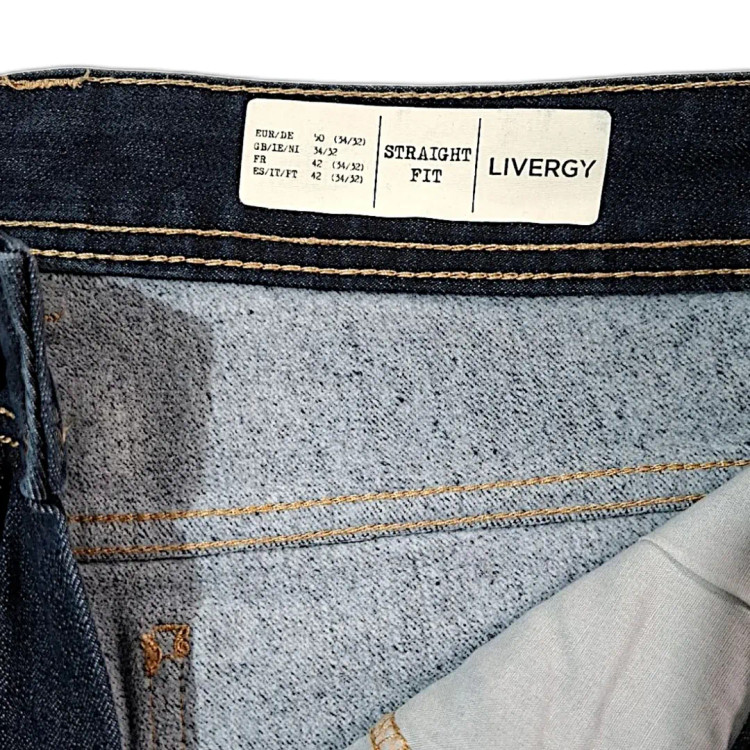 EUR/DE 50 (34/32)
GB/IE/NI 34/32
FR 42 (34/32)
ES/IT/PT 42 (34/32)
STRAIGHT
FIT
LIVERGY